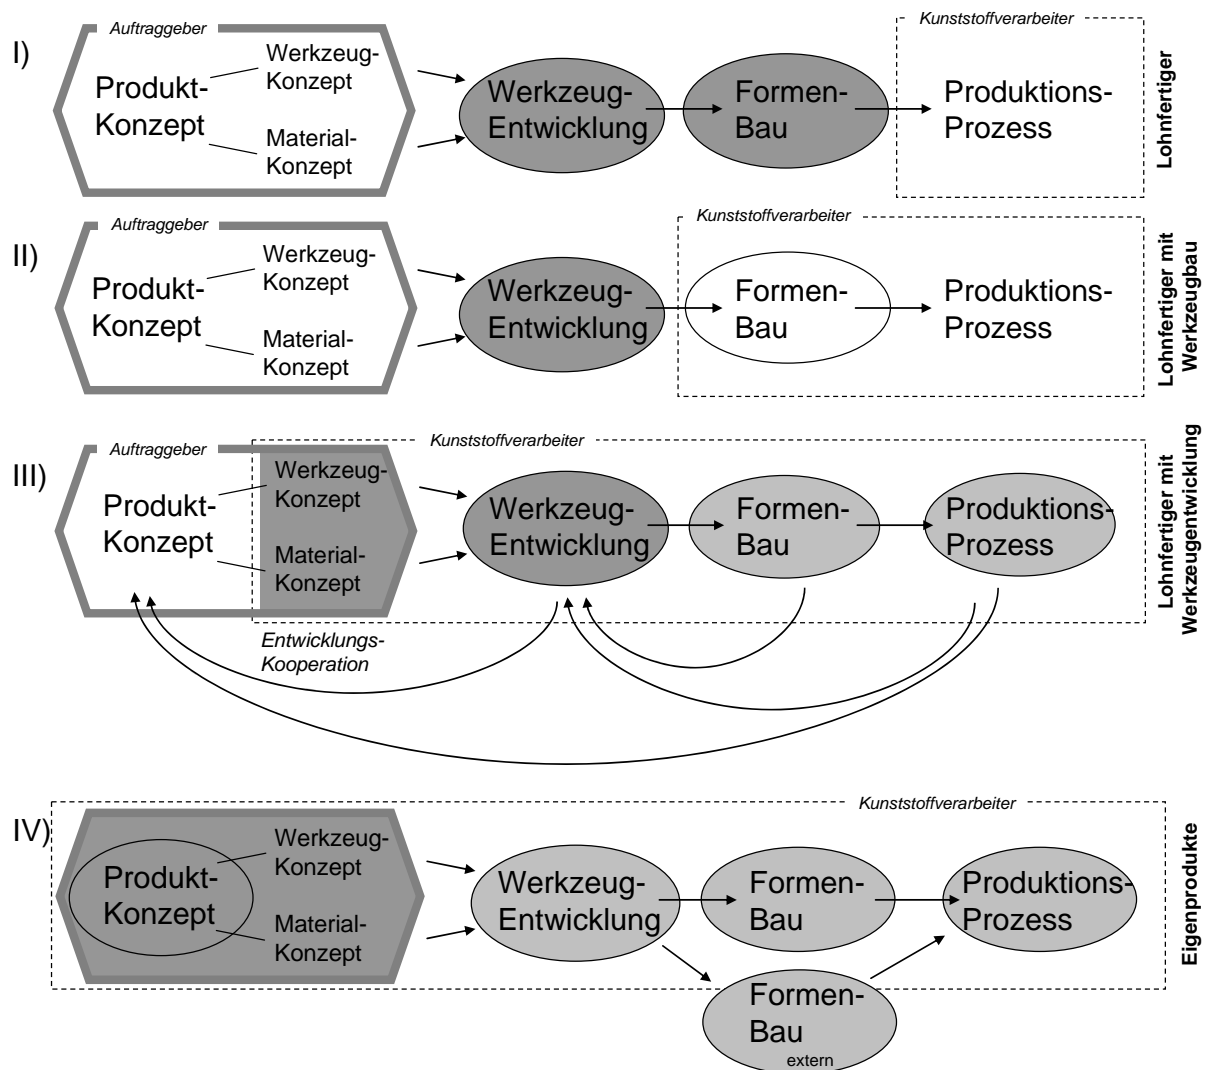 I)
Auftraggeber
Produkt-
Konzept
Werkzeug-
Konzept
Material-
Konzept
Werkzeug-
Entwicklung
Formen-
Bau
Kunststoffverarbeiter
Produktions-
Prozess
Lohnfertiger
II)
Auftraggeber
Produkt-
Konzept
Werkzeug-
Konzept
Material-
Konzept
Werkzeug-
Entwicklung
Kunststoffverarbeiter
Formen-
Bau
Produktions-
Prozess
Lohnfertiger mit
Werkzeugbau
III)
Auftraggeber
Produkt-
Konzept
Kunststoffverarbeiter
Werkzeug-
Konzept
Material-
Konzept
Werkzeug-
Entwicklung
Formen-
Bau
Produktions-
Prozess
Entwicklungs-
Kooperation
Lohnfertiger mit
Werkzeugentwicklung
IV)
Kunststoffverarbeiter
Produkt-
Konzept
Werkzeug-
Konzept
Material-
Konzept
Werkzeug-
Entwicklung
Formen-
Bau
Produktions-
Prozess
Formen-
Bau
extern
Eigenprodukte